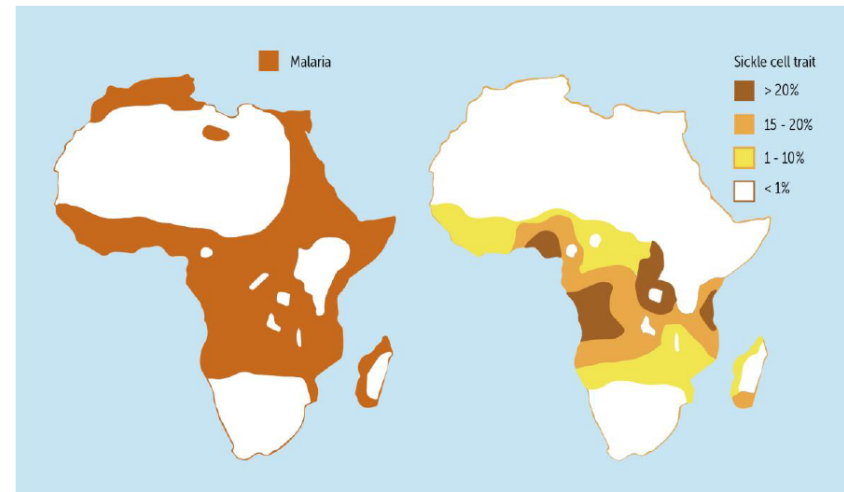 Malaria
Sickle cell trait
> 20%
15 - 20%
1 - 10%
< 1%